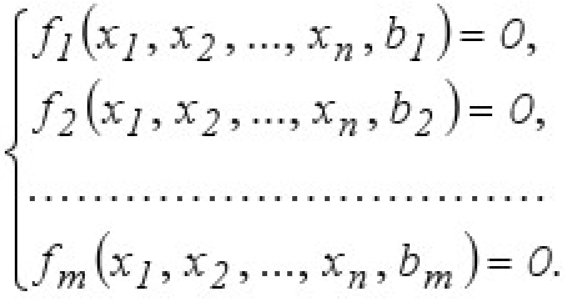 f₁(x₁, x₂, ..., xₙ, b₁) = 0,
f₂(x₁, x₂, ..., xₙ, b₂) = 0,
.................................
fₘ(x₁, x₂, ..., xₙ, bₘ) = 0.